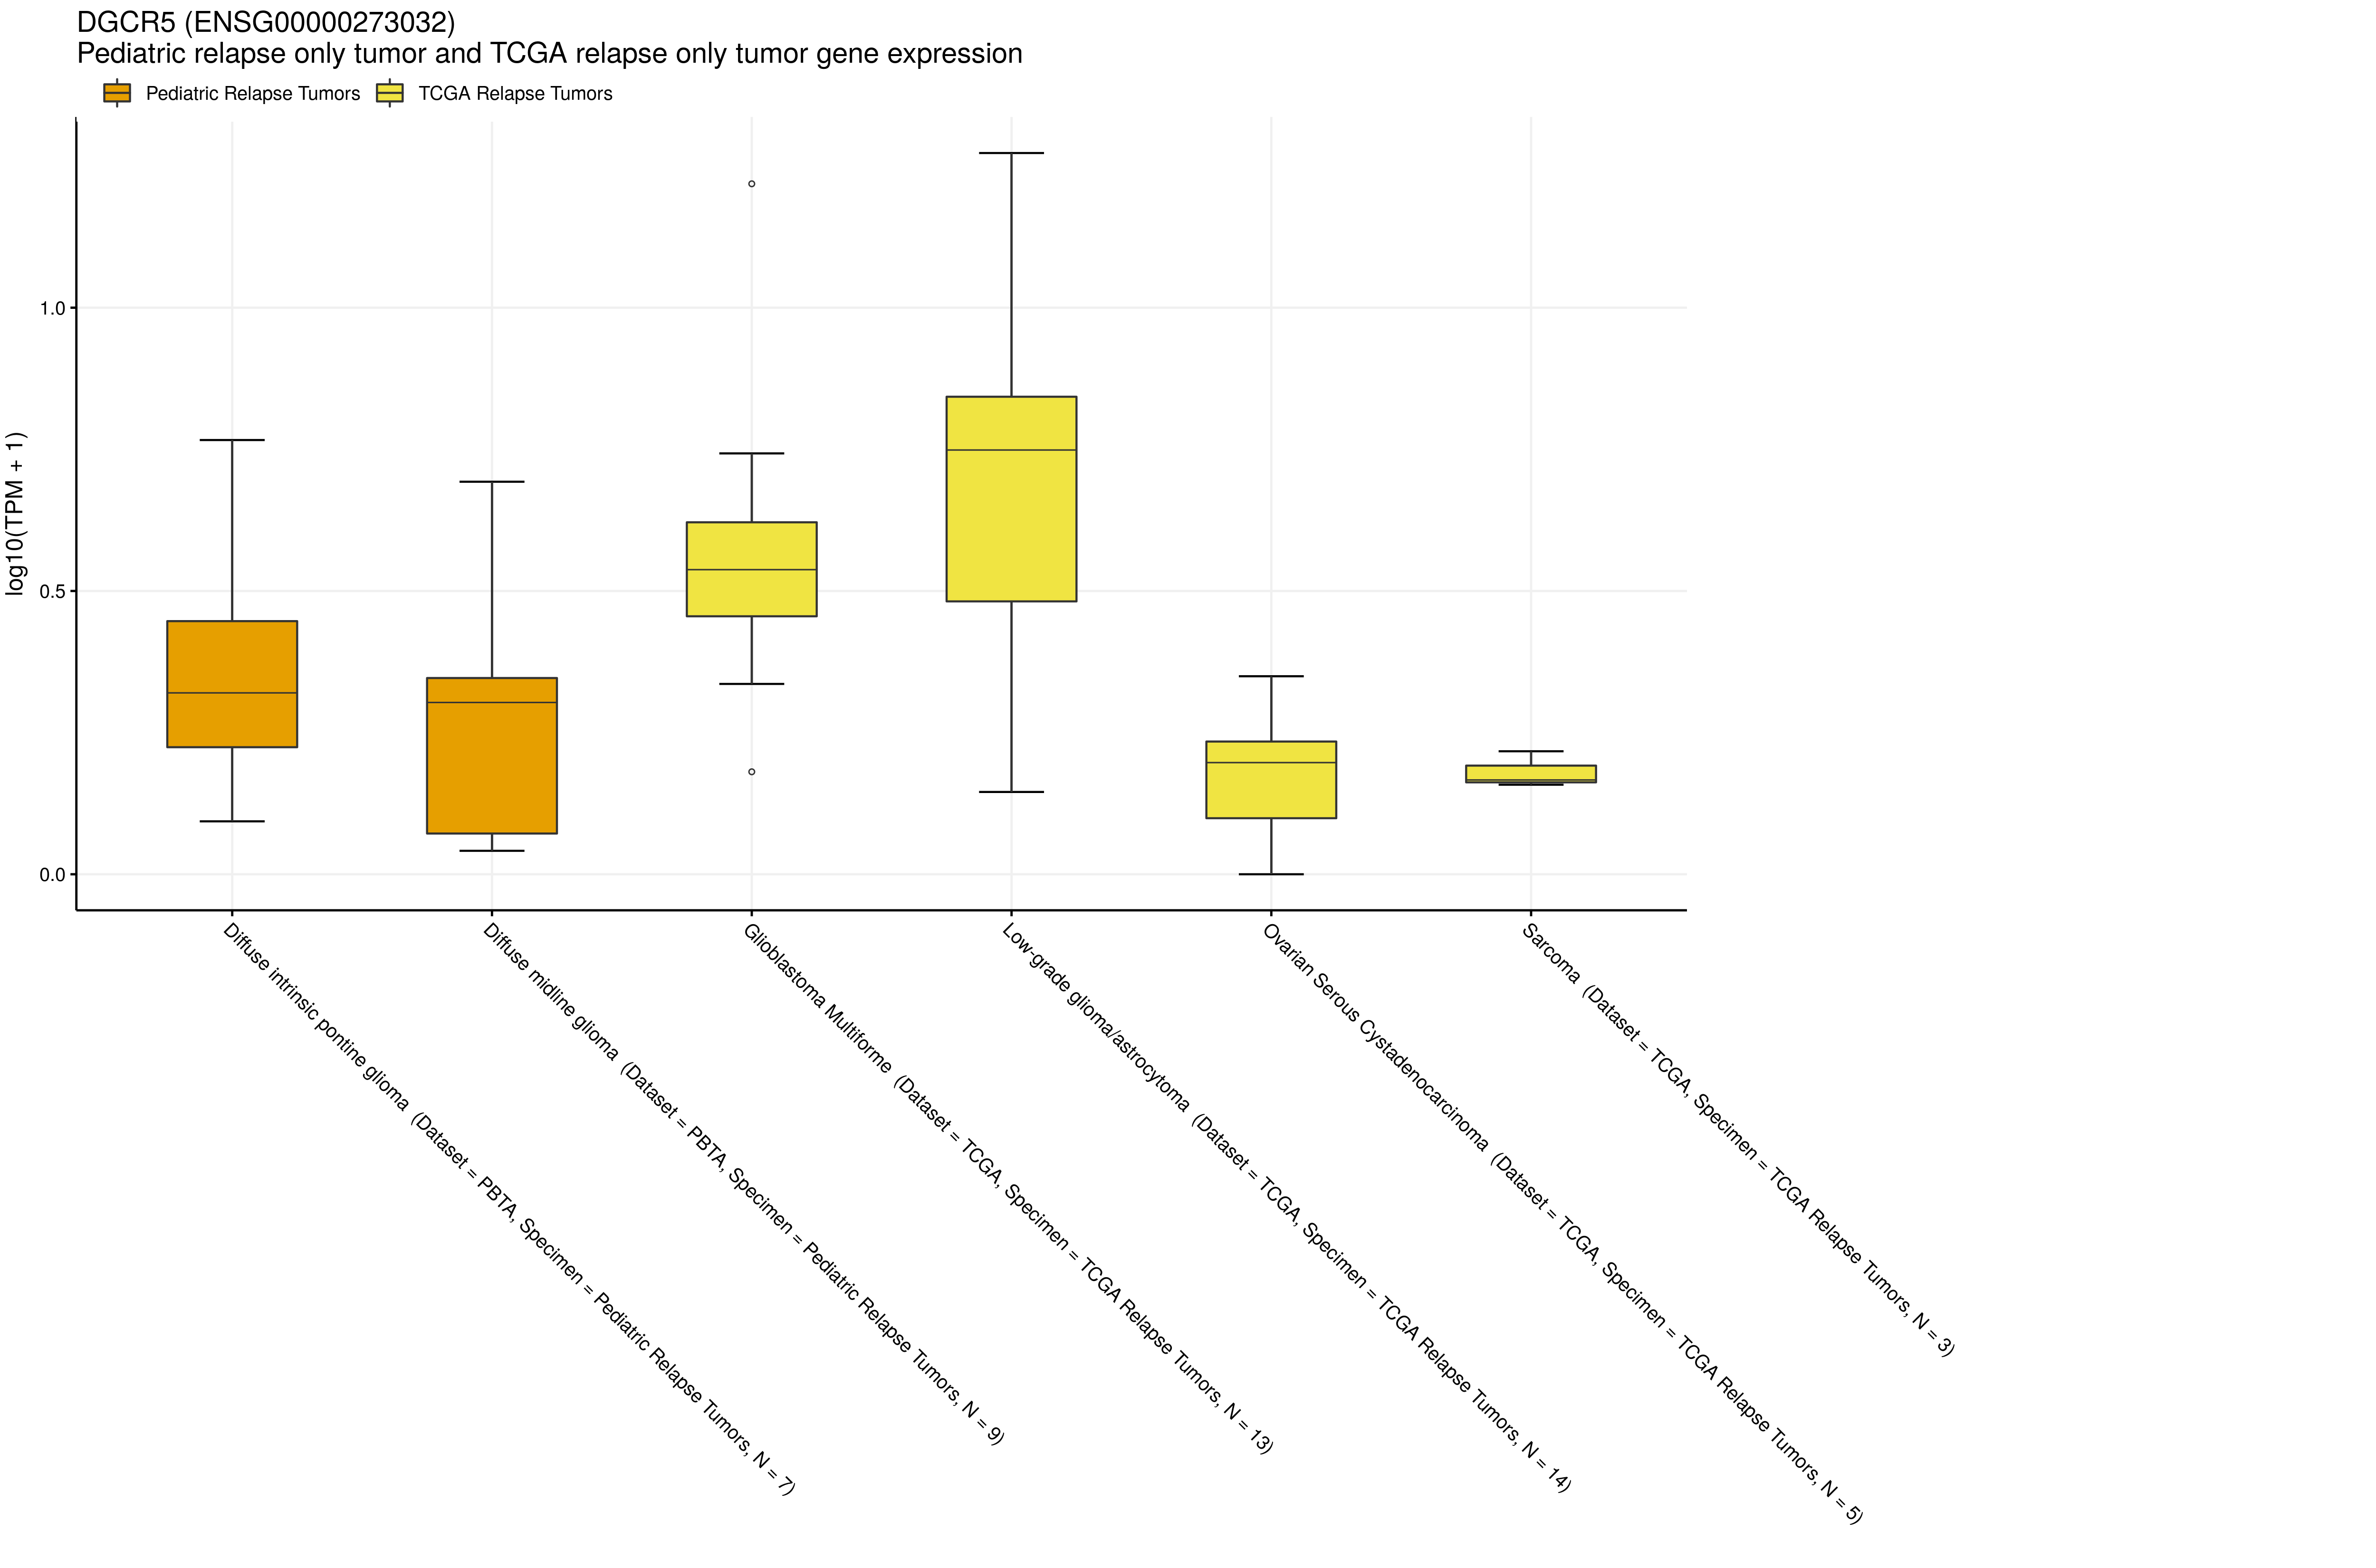 DGCR5 (ENSG00000273032)
Pediatric relapse only tumor and TCGA relapse only tumor gene expression
Pediatric Relapse Tumors
TCGA Relapse Tumors
log10(TPM + 1)
1.0
0.5
0.0
Diffuse intrinsic pontine glioma (Dataset = PBTA, Specimen = Pediatric Relapse Tumors, N = 7)
Diffuse midline glioma (Dataset = PBTA, Specimen = Pediatric Relapse Tumors, N = 9)
Glioblastoma Multiforme (Dataset = TCGA, Specimen = TCGA Relapse Tumors, N = 13)
Low-grade glioma/astrocytoma (Dataset = TCGA, Specimen = TCGA Relapse Tumors, N = 14)
Ovarian Serous Cystadenocarcinoma (Dataset = TCGA, Specimen = TCGA Relapse Tumors, N = 5)
Sarcoma (Dataset = TCGA, Specimen = TCGA Relapse Tumors, N = 3)